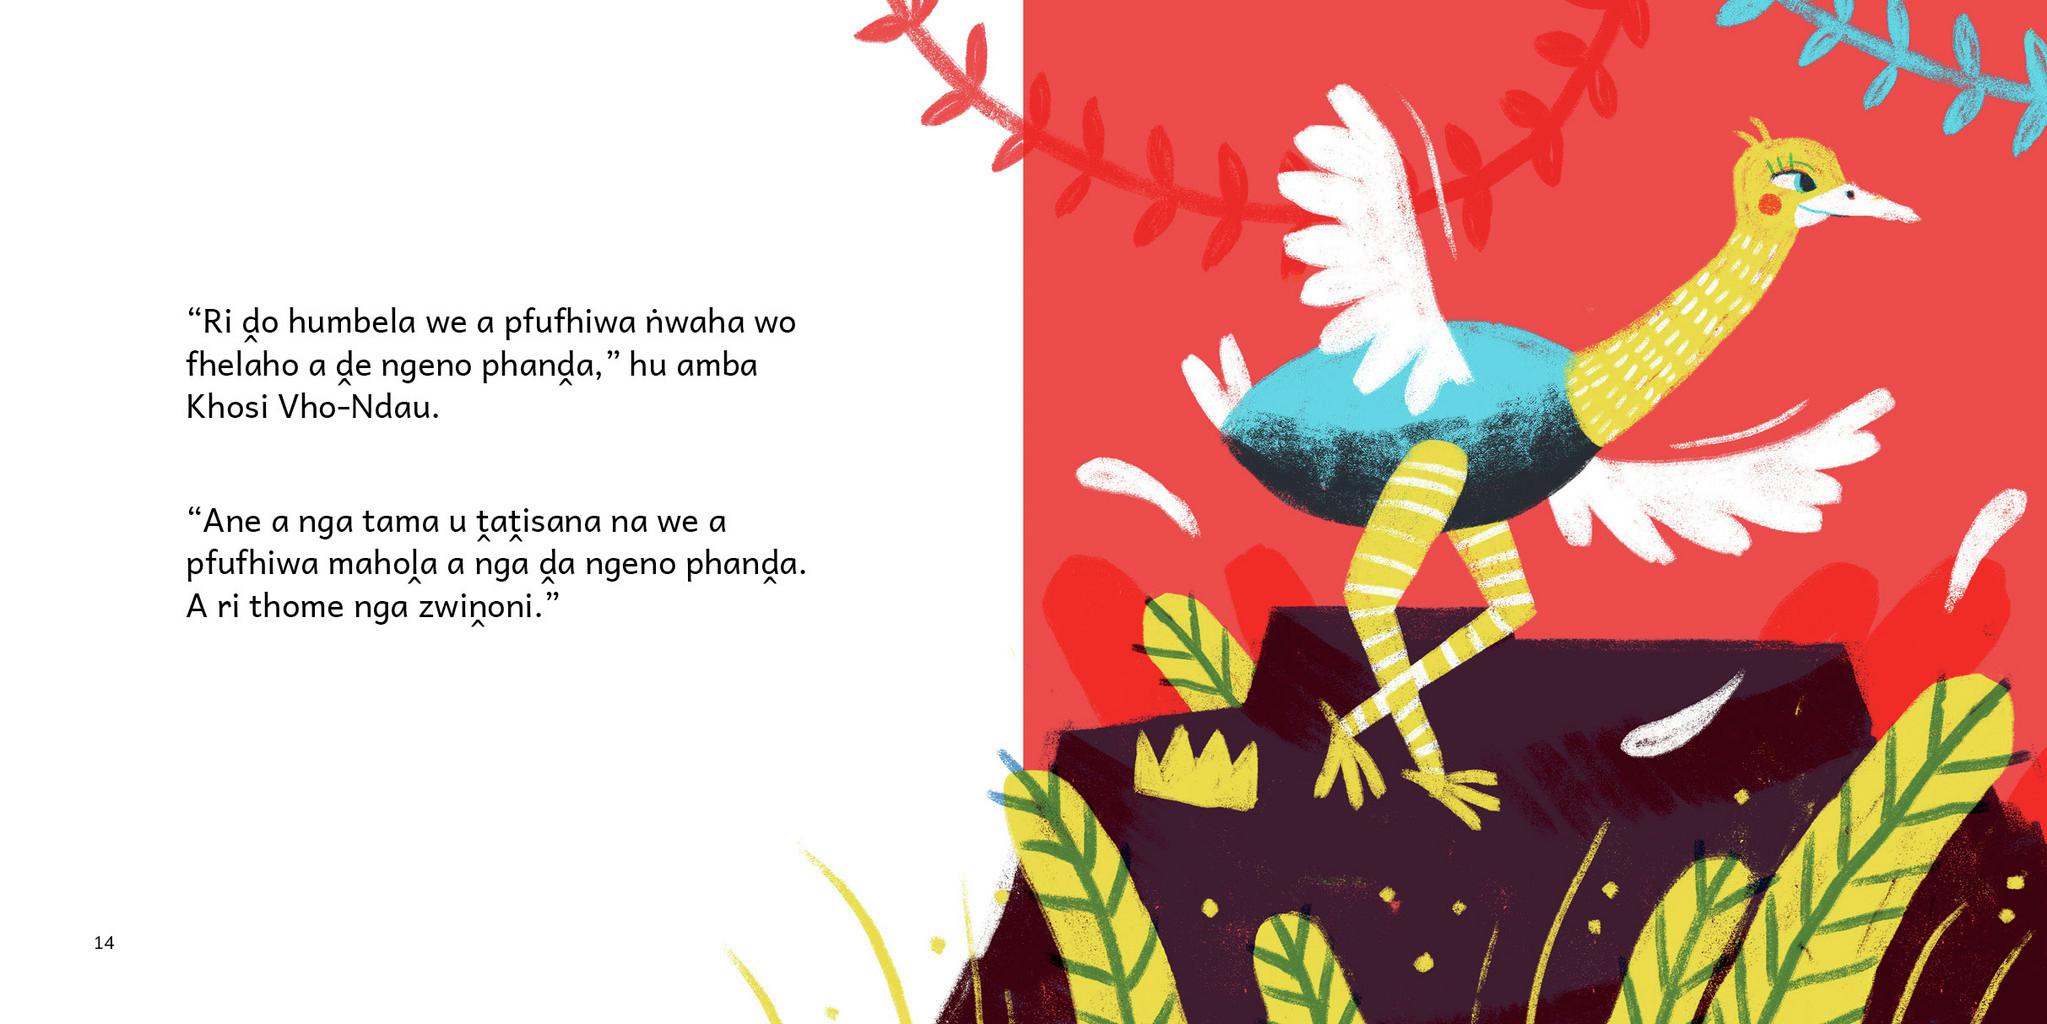 “Ri ḓo humbela we a pfufhiwa ṅwaha wo
fhelaho a ḓe ngeno phanḓa,” hu amba
Khosi Vho-Ndau.
“Ane a nga tama u ṱaṱisana na we a
pfufhiwa mahoḽa a nga ḓa ngeno phanḓa.
A ri thome nga zwiṋoni.”
14